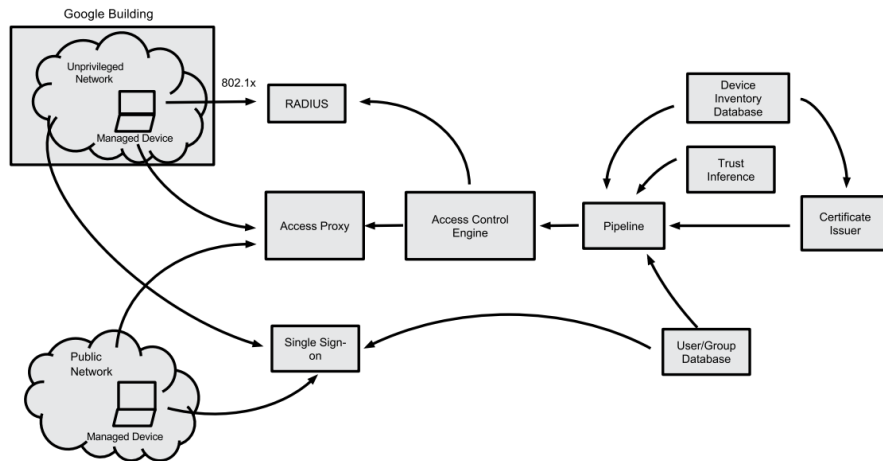 Google Building
Unprivileged
Network
Managed Device
802.1x
RADIUS
Device
Inventory
Database
Trust
Inference
Access Proxy
Access Control
Engine
Pipeline
Certificate
Issuer
Public
Network
Managed Device
Single Sign-
on
User/Group
Database